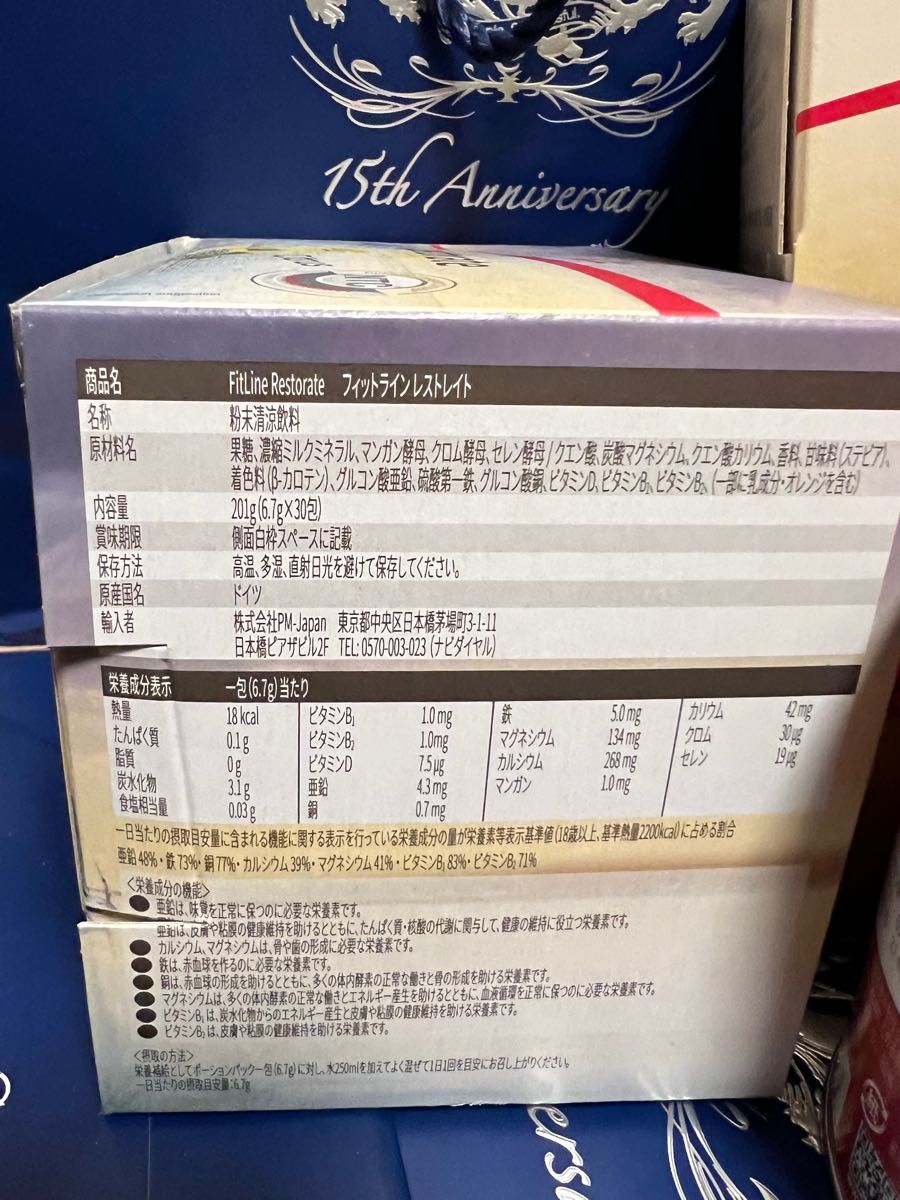 15th Anniversary
商品名 FitLine Restorate フィットラインレストレイト
名称 粉末清涼飲料
原材料名 果糖、濃縮ミルクミネラル、マンガン酵母、クロム酵母、セレン酵母/クエン酸、炭酸マグネシウム、クエン酸カリウム、香料、甘味料(ステビア)、
着色料(β-カロテン)、グルコン酸亜鉛、硫酸第一鉄、グルコン酸銅、ビタミンD、ビタミンB₁、ビタミンB₂、(一部に乳成分・オレンジを含む)
内容量 201g(6.7g×30包)
賞味期限 側面白枠スペースに記載
保存方法 高温、多湿、直射日光を避けて保存してください。
原産国名 ドイツ
輸入者 株式会社PM-Japan 東京都中央区日本橋茅場町3-1-11
日本橋ピアザビル2F TEL:0570-003-023 (ナビダイヤル)
栄養成分表示 一包(6.7g)当たり
熱量 18 kcal ビタミンB₁ 1.0 mg 鉄 5.0 mg カリウム 42 mg
たんぱく質 0.1 g ビタミンB₂ 1.0mg マグネシウム 134 mg クロム 30 μg
脂質 0 g ビタミンD 7.5 μg カルシウム 268 mg セレン 19 μg
炭水化物 3.1 g 亜鉛 4.3 mg マンガン 1.0 mg
食塩相当量 0.03 g 銅 0.7 mg
一日当たりの摂取目安量に含まれる機能に関する表示を行っている栄養成分の量が栄養素等表示基準値(18歳以上、基準熱量2200kcal)に占める割合
亜鉛 48%・鉄 73%・銅 77%・カルシウム 39%・マグネシウム 41%・ビタミンB₁ 83%・ビタミンB₂ 71%
〈栄養成分の機能〉
● 亜鉛は、味覚を正常に保つのに必要な栄養素です。
亜鉛は、皮膚や粘膜の健康維持を助けるとともに、たんぱく質・核酸の代謝に関与して、健康の維持に役立つ栄養素です。
● カルシウム、マグネシウムは、骨や歯の形成に必要な栄養素です。
● 鉄は、赤血球を作るのに必要な栄養素です。
● 銅は、赤血球の形成を助けるとともに、多くの体内酵素の正常な働きと骨の形成を助ける栄養素です。
● マグネシウムは、多くの体内酵素の正常な働きとエネルギー産生を助けるとともに、血液循環を正常に保つのに必要な栄養素です。
● ビタミンB₁は、炭水化物からのエネルギー産生と皮膚や粘膜の健康維持を助ける栄養素です。
● ビタミンB₂は、皮膚や粘膜の健康維持を助ける栄養素です。
〈摂取の方法〉
栄養補給としてポーションパック一包(6.7g)に対し、水250mlを加えてよく混ぜて1日1回を目安にお召し上がりください。
一日当たりの摂取目安量:6.7g